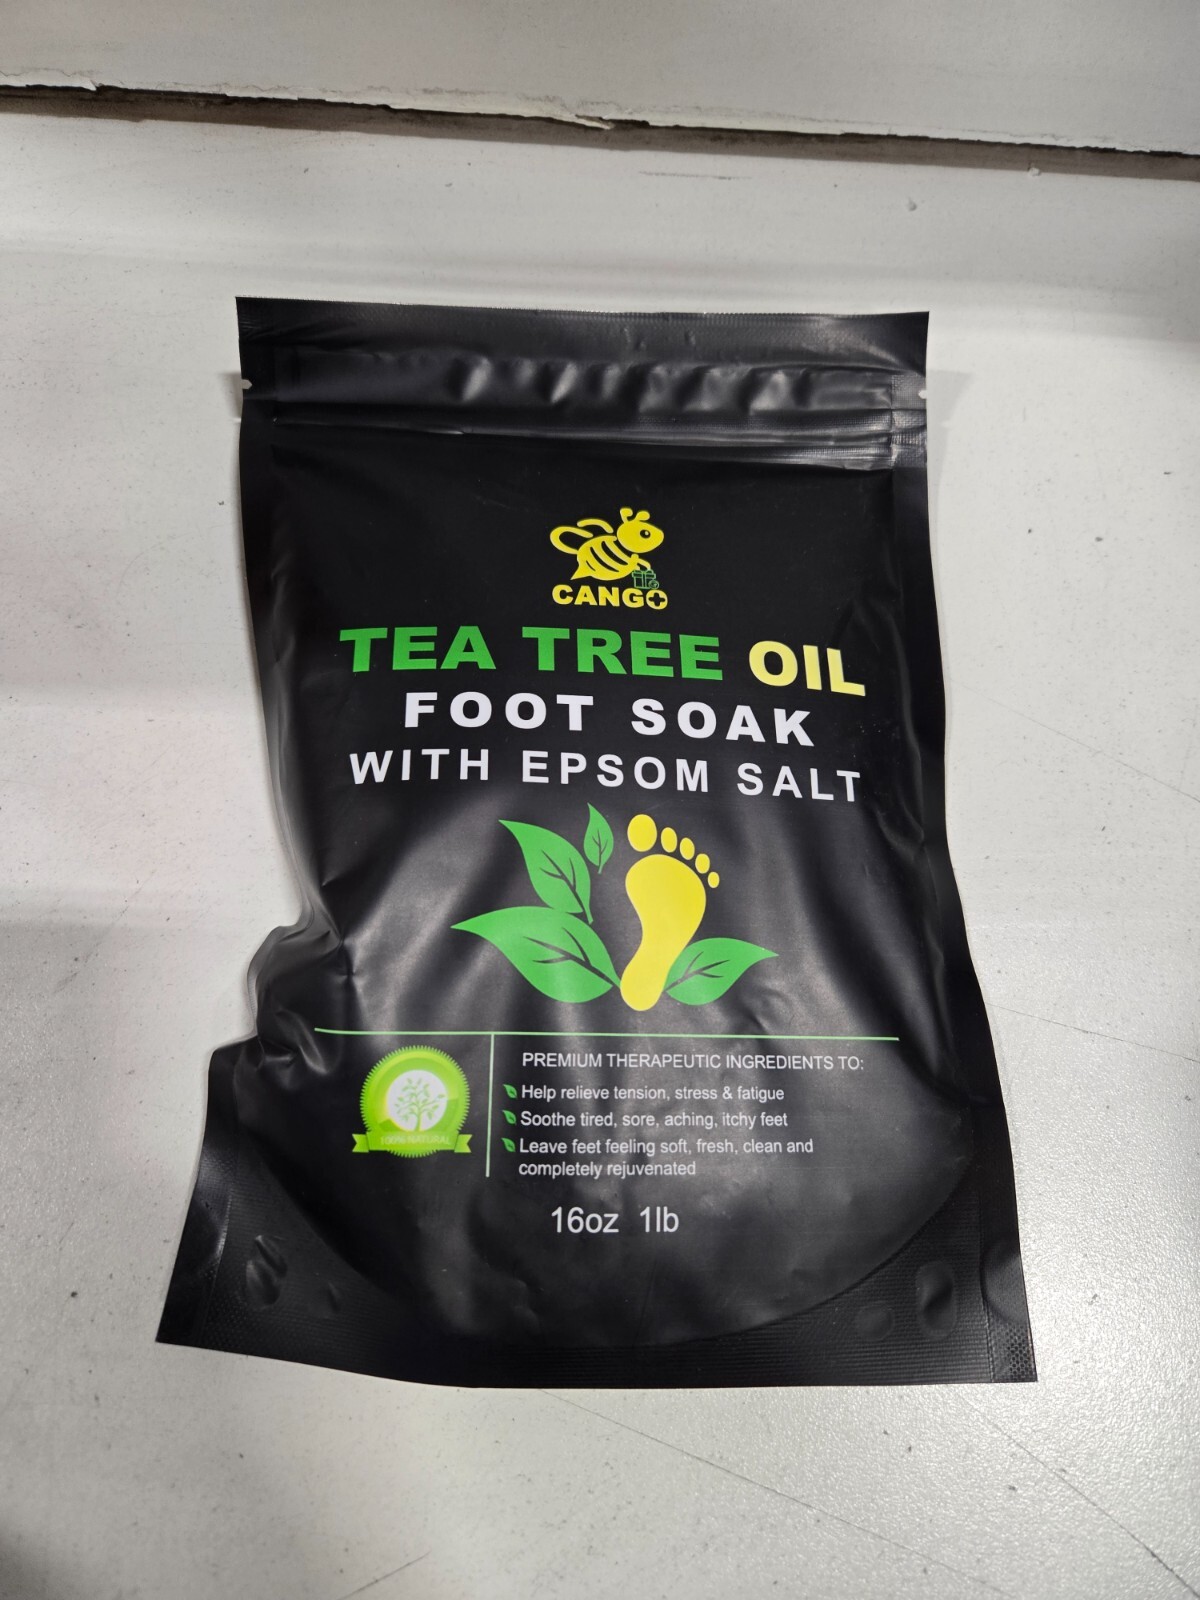 CANGO
TEA TREE OIL
FOOT SOAK
WITH EPSOM SALT
100% NATURAL
PREMIUM THERAPEUTIC INGREDIENTS TO:
Help relieve tension, stress & fatigue
Soothe tired, sore, aching, itchy feet
Leave feet feeling soft, fresh, clean and
completely rejuvenated
16oz 1lb